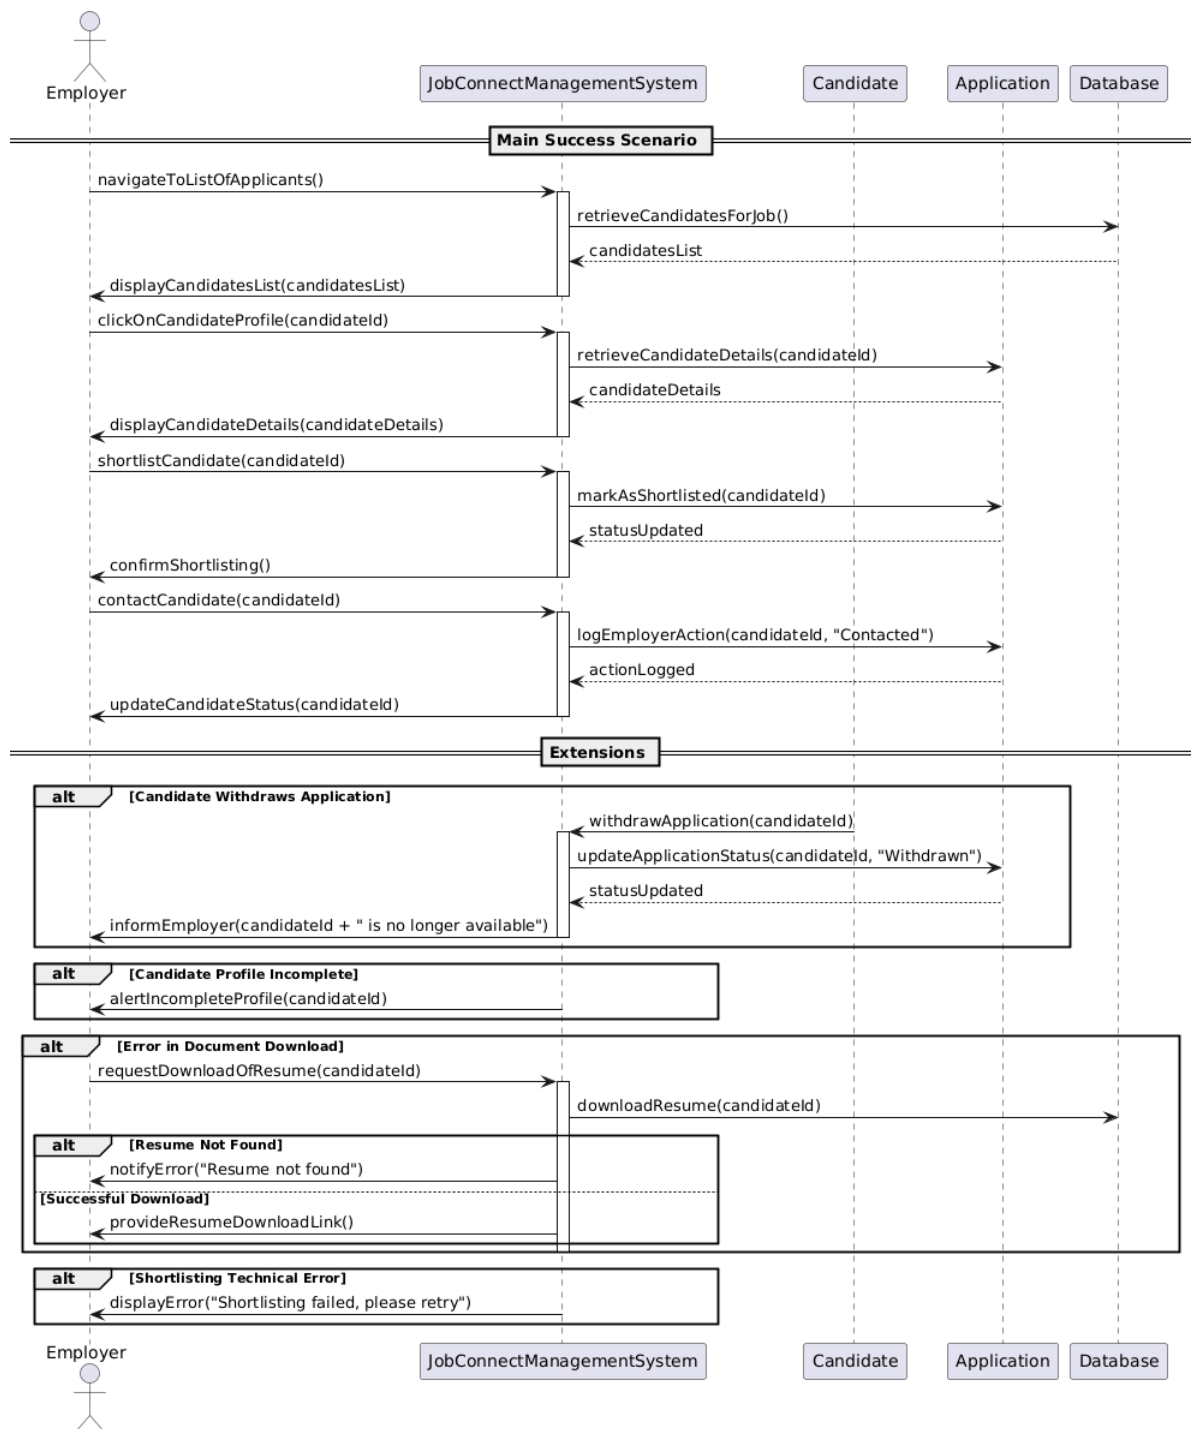 Employer
JobConnectManagementSystem
Candidate
Application
Database
Main Success Scenario
navigateToListOfApplicants()
retrieveCandidatesForJob()
candidatesList
displayCandidatesList(candidatesList)
clickOnCandidateProfile(candidateId)
retrieveCandidateDetails(candidateId)
candidateDetails
displayCandidateDetails(candidateDetails)
shortlistCandidate(candidateId)
markAsShortlisted(candidateId)
statusUpdated
confirmShortlisting()
contactCandidate(candidateId)
logEmployerAction(candidateId, "Contacted")
actionLogged
updateCandidateStatus(candidateId)
Extensions
alt [Candidate Withdraws Application]
withdrawApplication(candidateId)
updateApplicationStatus(candidateId, "Withdrawn")
statusUpdated
informEmployer(candidateId + " is no longer available")
alt [Candidate Profile Incomplete]
alertIncompleteProfile(candidateId)
alt [Error in Document Download]
requestDownloadOfResume(candidateId)
downloadResume(candidateId)
alt [Resume Not Found]
notifyError("Resume not found")
[Successful Download]
provideResumeDownloadLink()
alt [Shortlisting Technical Error]
displayError("Shortlisting failed, please retry")
Employer
JobConnectManagementSystem
Candidate
Application
Database